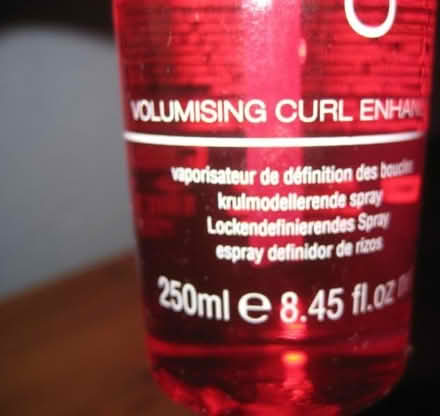 VOLUMISING CURL ENHAN
vaporisateur de définition des boucles
krulmodellerende spray
Lockendefinierendes Spray
espray definidor de rizos
250ml e 8.45 fl.oz